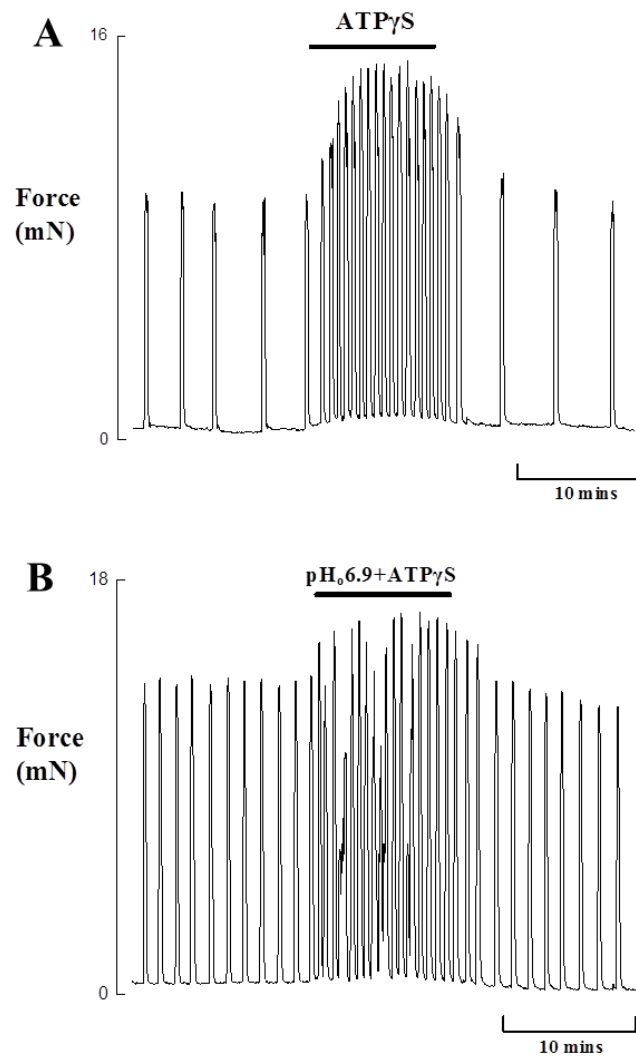 A
ATPγS
16
Force
(mN)
0
10 mins
B
pHₒ6.9+ATPγS
18
Force
(mN)
0
10 mins